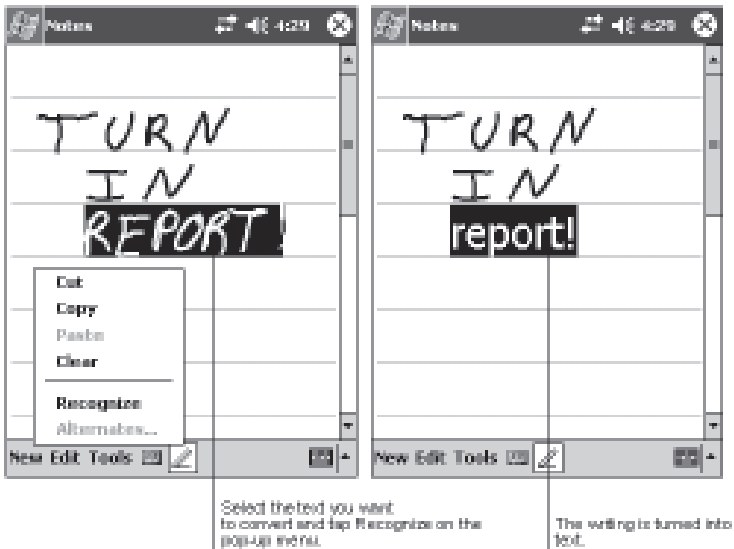 Notes 4:29
TURN
IN
REPORT!
Cut
Copy
Paste
Clear
Recognize
Alternates...
New Edit Tools
Select the text you want
to convert and tap Recognize on the
pop-up menu.
Notes 4:29
TURN
IN
report!
New Edit Tools
The writing is turned into
text.